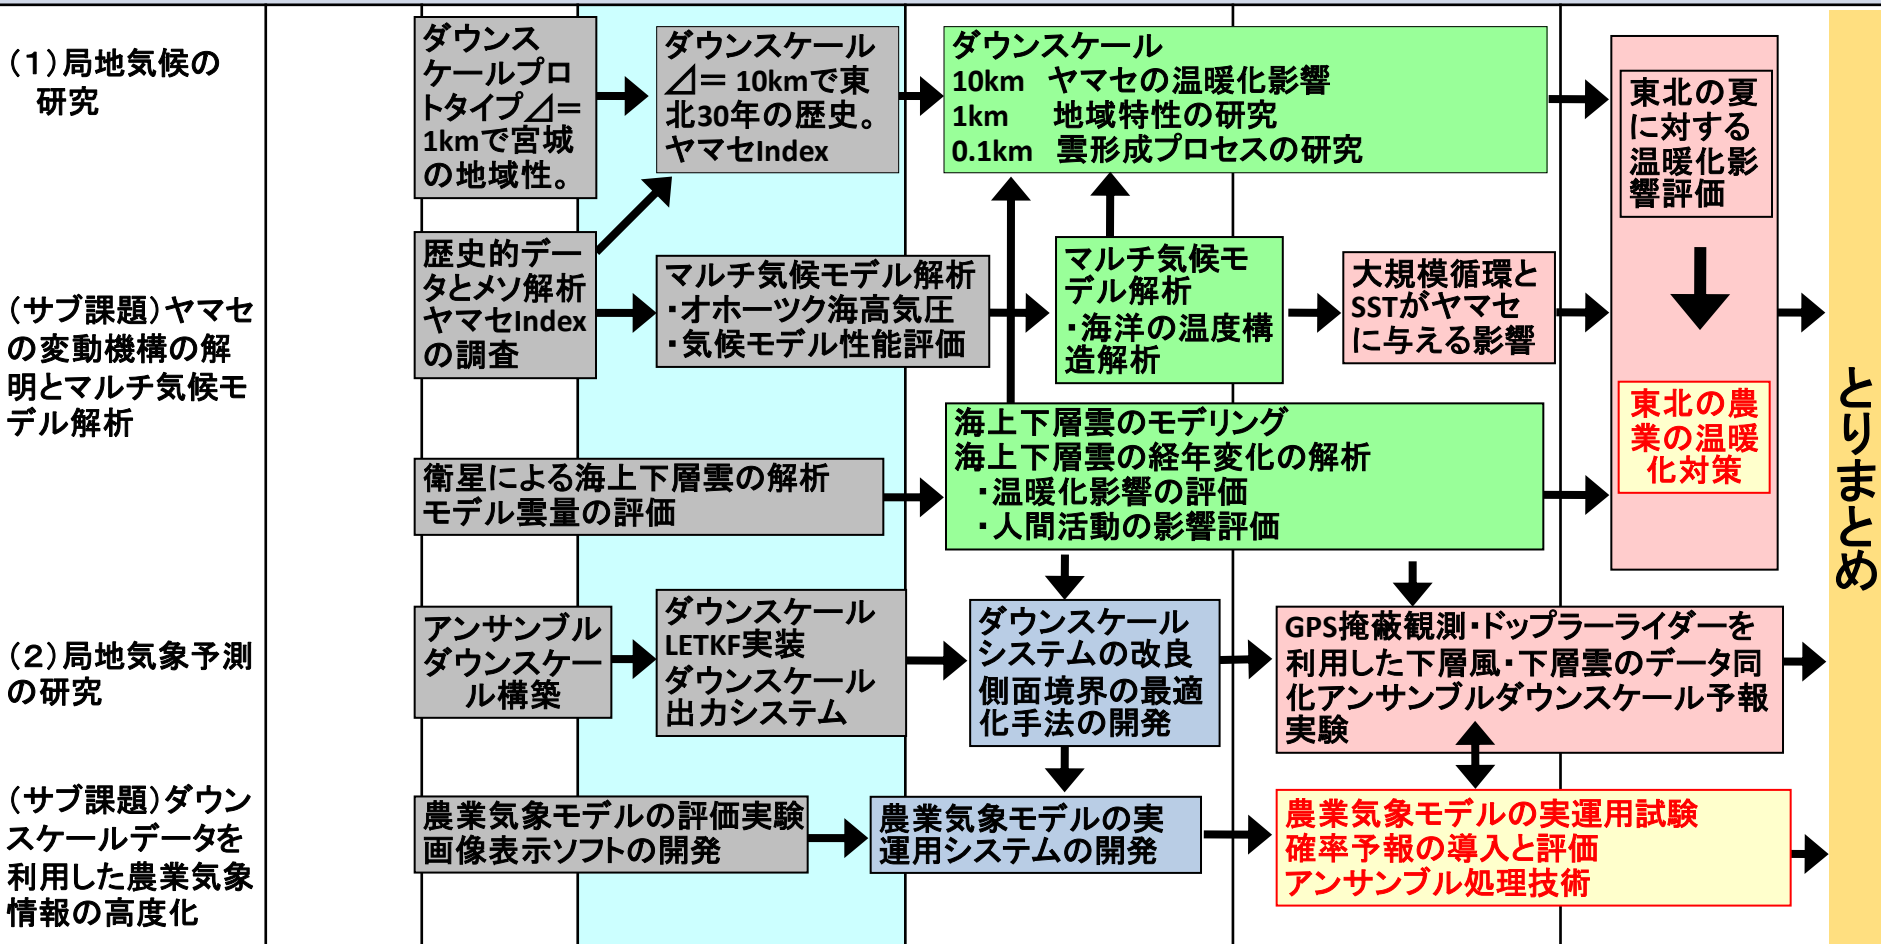 (1)局地気候の
研究
ダウンス
ケールプロ
トタイプ⊿=
1kmで宮城
の地域性。
ダウンスケール
⊿= 10kmで東
北30年の歴史。
ヤマセIndex
ダウンスケール
10km ヤマセの温暖化影響
1km 地域特性の研究
0.1km 雲形成プロセスの研究
東北の夏
に対する
温暖化影
響評価
(サブ課題)ヤマセ
の変動機構の解
明とマルチ気候モ
デル解析
歴史的デー
タとメソ解析
ヤマセIndex
の調査
マルチ気候モデル解析
・オホーツク海高気圧
・気候モデル性能評価
マルチ気候モ
デル解析
・海洋の温度構
造解析
大規模循環と
SSTがヤマセ
に与える影響
東北の農
業の温暖
化対策
衛星による海上下層雲の解析
モデル雲量の評価
海上下層雲のモデリング
海上下層雲の経年変化の解析
・温暖化影響の評価
・人間活動の影響評価
とりまとめ
(2)局地気象予測
の研究
アンサンブル
ダウンスケー
ル構築
ダウンスケール
LETKF実装
ダウンスケール
出力システム
ダウンスケール
システムの改良
側面境界の最適
化手法の開発
GPS掩蔽観測・ドップラーライダーを
利用した下層風・下層雲のデータ同
化アンサンブルダウンスケール予報
実験
(サブ課題)ダウン
スケールデータを
利用した農業気象
情報の高度化
農業気象モデルの評価実験
画像表示ソフトの開発
農業気象モデルの実
運用システムの開発
農業気象モデルの実運用試験
確率予報の導入と評価
アンサンブル処理技術